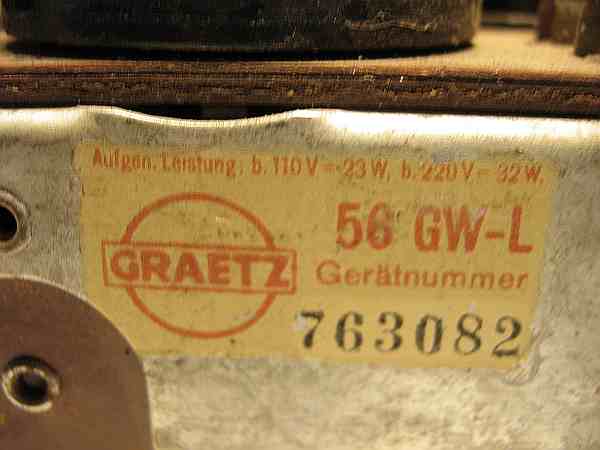 Aufgen. Leistung: b. 110 V = 23 W, b. 220 V = 32 W.
GRAETZ
56 GW-L
Gerätnummer
763082